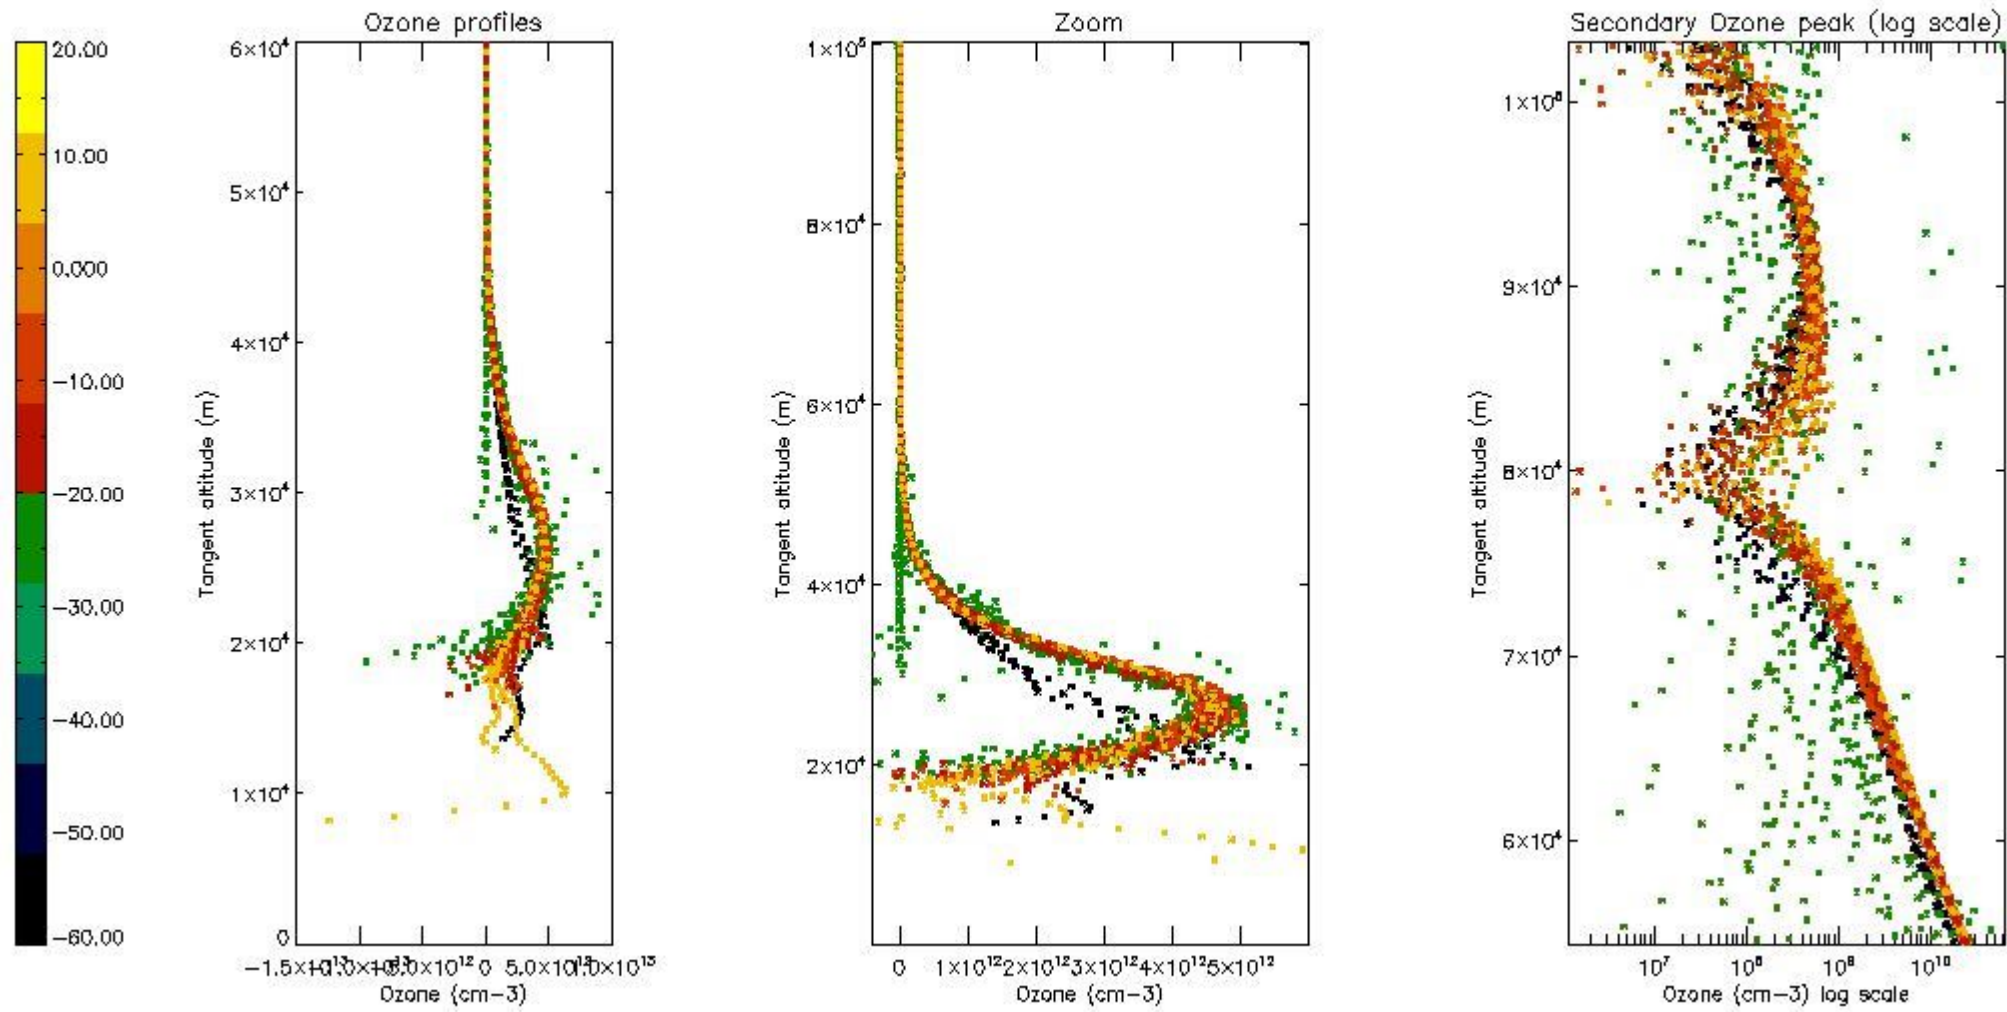 Ozone profiles
Zoom
Secondary Ozone peak (log scale)
20.00
10.00
0.000
−10.00
−20.00
−30.00
−40.00
−50.00
−60.00
6×10⁴
5×10⁴
4×10⁴
3×10⁴
2×10⁴
1×10⁴
0
Tangent altitude (m)
0
Ozone (cm−3)
1×10⁵
8×10⁴
6×10⁴
4×10⁴
2×10⁴
Tangent altitude (m)
0 1×10¹² 2×10¹² 3×10¹² 4×10¹² 5×10¹²
Ozone (cm−3)
1×10⁵
9×10⁴
8×10⁴
7×10⁴
6×10⁴
Tangent altitude (m)
10⁷ 10⁸ 10⁹ 10¹⁰
Ozone (cm−3) log scale